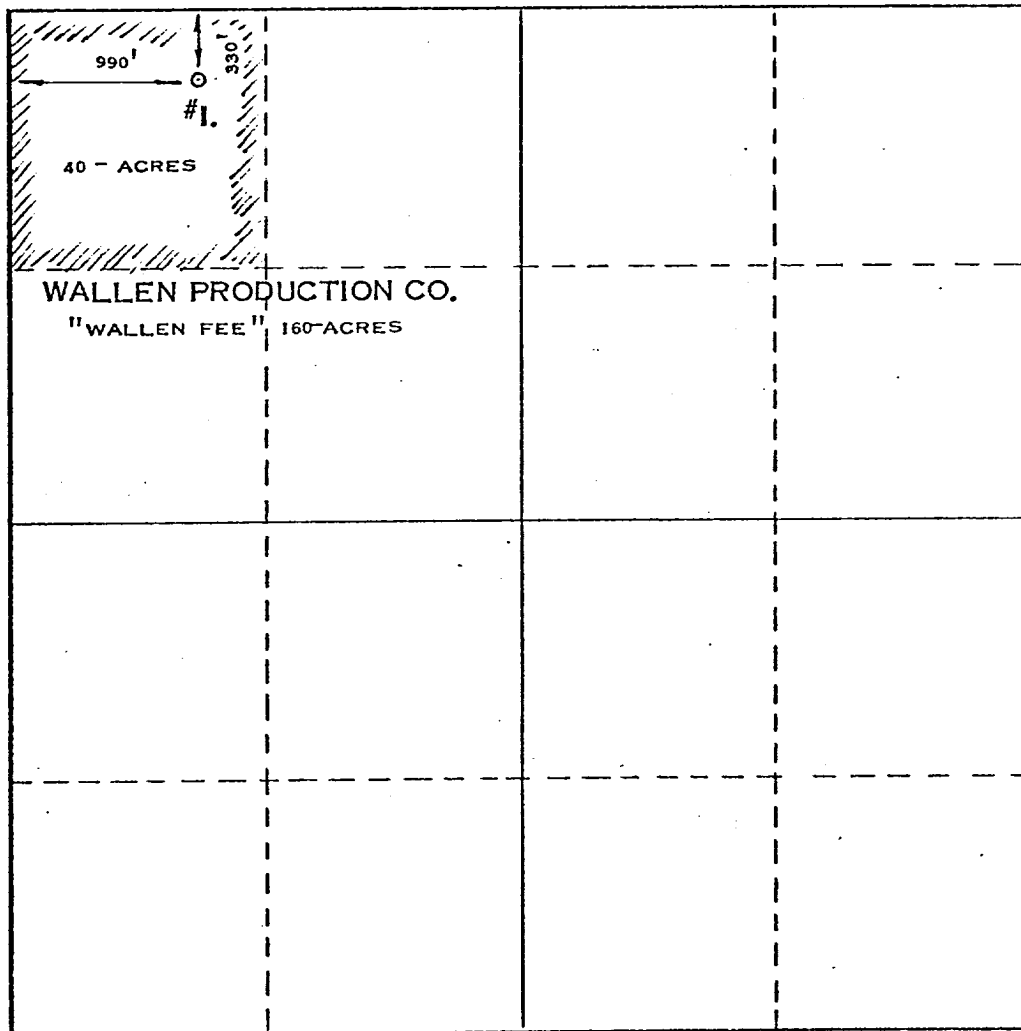 990'
330'
#1.
40 - ACRES
WALLEN PRODUCTION CO.
"WALLEN FEE" 160-ACRES